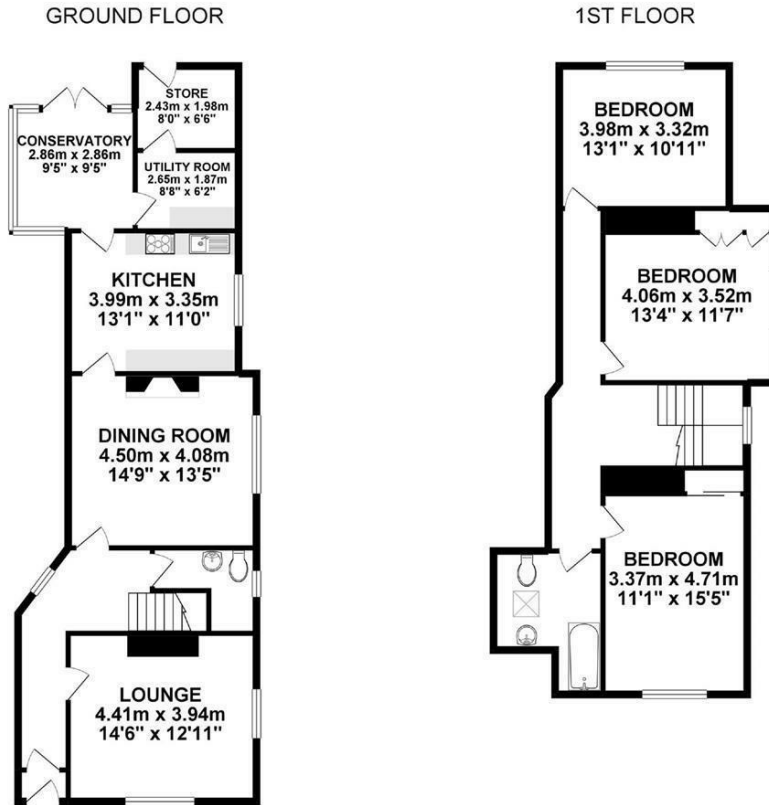 GROUND FLOOR
STORE
2.43m x 1.98m
8'0" x 6'6"
CONSERVATORY
2.86m x 2.86m
9'5" x 9'5"
UTILITY ROOM
2.65m x 1.87m
8'8" x 6'2"
KITCHEN
3.99m x 3.35m
13'1" x 11'0"
DINING ROOM
4.50m x 4.08m
14'9" x 13'5"
LOUNGE
4.41m x 3.94m
14'6" x 12'11"
1ST FLOOR
BEDROOM
3.98m x 3.32m
13'1" x 10'11"
BEDROOM
4.06m x 3.52m
13'4" x 11'7"
BEDROOM
3.37m x 4.71m
11'1" x 15'5"